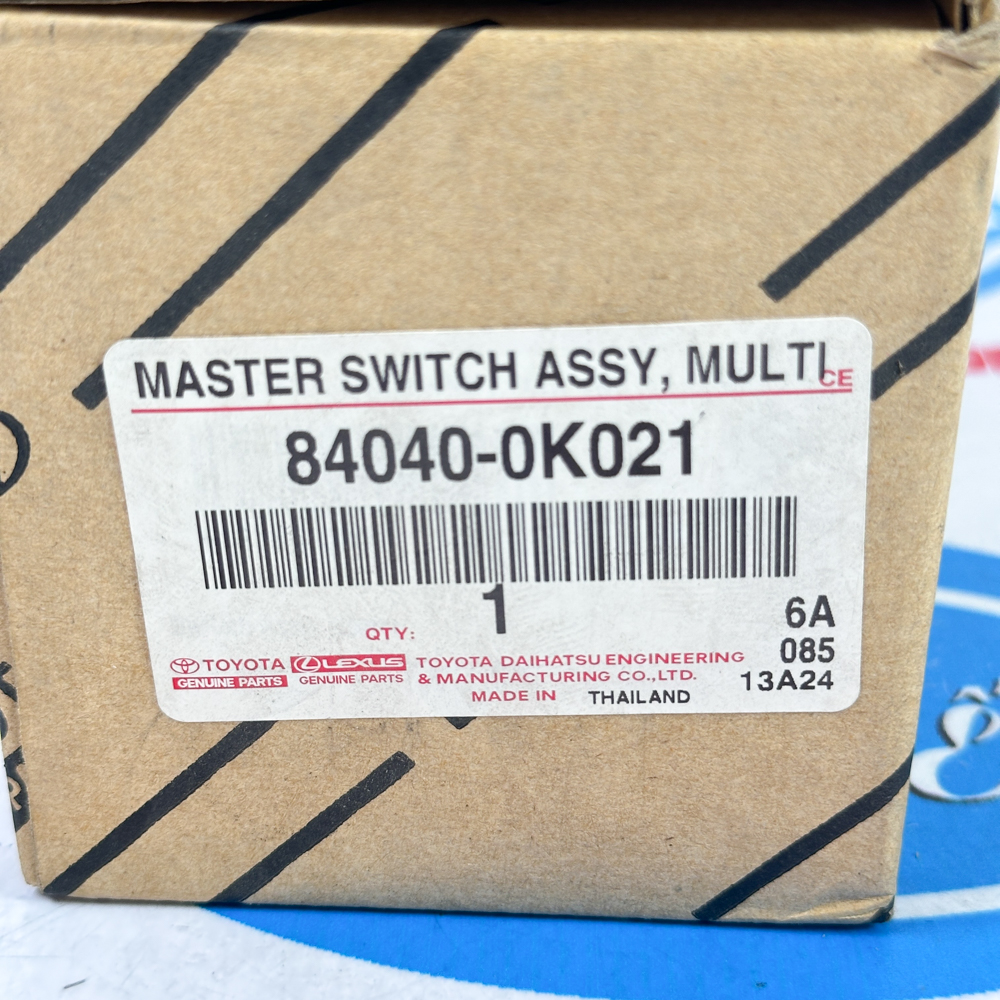 MASTER SWITCH ASSY, MULTI
CE
84040-0K021
1
QTY:
6A
085
13A24
TOYOTA
GENUINE PARTS
LEXUS
GENUINE PARTS
TOYOTA DAIHATSU ENGINEERING
& MANUFACTURING CO.,LTD.
MADE IN THAILAND